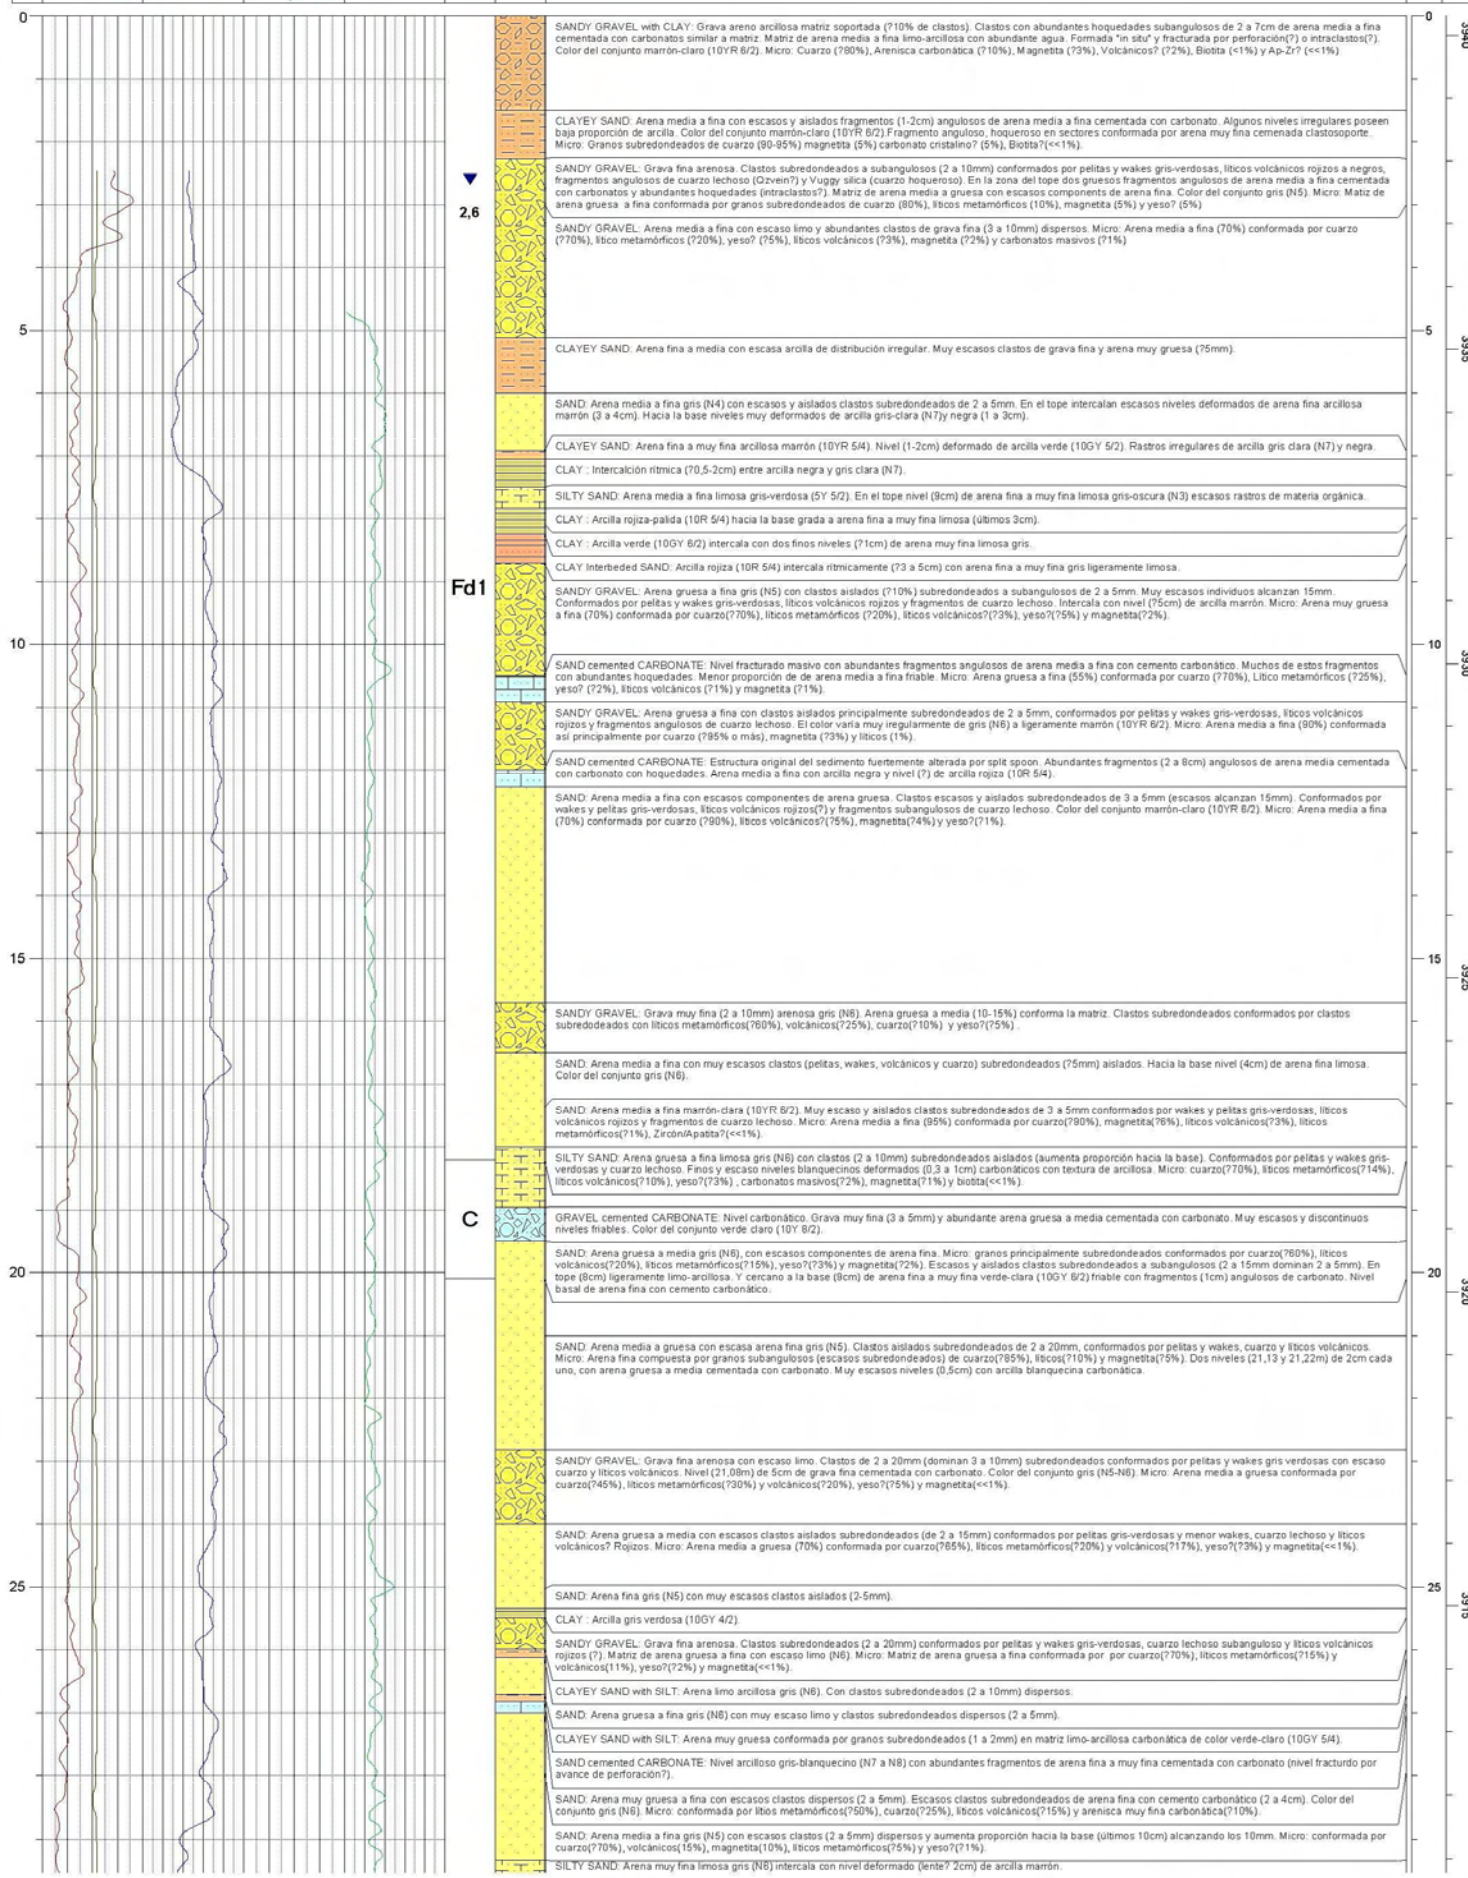 0
5
10
15
20
25
2,6
Fd1
C
SANDY GRAVEL with CLAY: Grava areno arcillosa matriz soportada (?10% de clastos). Clastos con abundantes hoquedades subangulosos de 2 a 7cm de arena media a fina
cementada con carbonatos similar a matriz. Matriz de arena media a fina limo-arcillosa con abundante agua. Formada "in situ" y fracturada por perforación(?) o intraclastos(?).
Color del conjunto marrón-claro (10YR 6/2). Micro: Cuarzo (?80%), Arenisca carbonática (?10%), Magnetita (?3%), Volcánicos? (?2%), Biotita (<1%) y Ap-Zr? (<<1%)
CLAYEY SAND: Arena media a fina con escasos y aislados fragmentos (1-2cm) angulosos de arena media a fina cementada con carbonato. Algunos niveles irregulares poseen
baja proporción de arcilla. Color del conjunto marrón-claro (10YR 6/2).Fragmento anguloso, hoqueroso en sectores conformada por arena muy fina cemenada clastosoporte.
Micro: Granos subredondeados de cuarzo (90-95%) magnetita (5%) carbonato cristalino? (5%), Biotita?(<<1%).
SANDY GRAVEL: Grava fina arenosa. Clastos subredondeados a subangulosos (2 a 10mm) conformados por pelitas y wakes gris-verdosas, líticos volcánicos rojizos a negros,
fragmentos angulosos de cuarzo lechoso (Qzvein?) y Vuggy silica (cuarzo hoqueroso). En la zona del tope dos gruesos fragmentos angulosos de arena media a fina cementada
con carbonatos y abundantes hoquedades (intraclastos?). Matriz de arena media a gruesa con escasos components de arena fina. Color del conjunto gris (N5). Micro: Matiz de
arena gruesa a fina conformada por granos subredondeados de cuarzo (80%), líticos metamórficos (10%), magnetita (5%) y yeso? (5%)
SANDY GRAVEL: Arena media a fina con escaso limo y abundantes clastos de grava fina (3 a 10mm) dispersos. Micro: Arena media a fina (70%) conformada por cuarzo
(?70%), lítico metamórficos (?20%), yeso? (?5%), líticos volcánicos (?3%), magnetita (?2%) y carbonatos masivos (?1%)
CLAYEY SAND: Arena fina a media con escasa arcilla de distribución irregular. Muy escasos clastos de grava fina y arena muy gruesa (?5mm).
SAND: Arena media a fina gris (N4) con escasos y aislados clastos subredondeados de 2 a 5mm. En el tope intercalan escasos niveles deformados de arena fina arcillosa
marrón (3 a 4cm). Hacia la base niveles muy deformados de arcilla gris-clara (N7)y negra (1 a 3cm).
CLAYEY SAND: Arena fina a muy fina arcillosa marrón (10YR 5/4). Nivel (1-2cm) deformado de arcilla verde (10GY 5/2). Rastros irregulares de arcilla gris clara (N7) y negra.
CLAY : Intercalción rítmica (?0,5-2cm) entre arcilla negra y gris clara (N7).
SILTY SAND: Arena media a fina limosa gris-verdosa (5Y 5/2). En el tope nivel (9cm) de arena fina a muy fina limosa gris-oscura (N3) escasos rastros de materia orgánica.
CLAY : Arcilla rojiza-palida (10R 5/4) hacia la base grada a arena fina a muy fina limosa (últimos 3cm).
CLAY : Arcilla verde (10GY 6/2) intercala con dos finos niveles (?1cm) de arena muy fina limosa gris.
CLAY Interbeded SAND: Arcilla rojiza (10R 5/4) intercala rítmicamente (?3 a 5cm) con arena fina a muy fina gris ligeramente limosa.
SANDY GRAVEL: Arena gruesa a fina gris (N5) con clastos aislados (?10%) subredondeados a subangulosos de 2 a 5mm. Muy escasos individuos alcanzan 15mm.
Conformados por pelitas y wakes gris-verdosas, líticos volcánicos rojizos y fragmentos de cuarzo lechoso. Intercala con nivel (?5cm) de arcilla marrón. Micro: Arena muy gruesa
a fina (70%) conformada por cuarzo(?70%), líticos metamórficos (?20%), líticos volcánicos?(?3%), yeso?(?5%) y magnetita(?2%).
SAND cemented CARBONATE: Nivel fracturado masivo con abundantes fragmentos angulosos de arena media a fina con cemento carbonático. Muchos de estos fragmentos
con abundantes hoquedades. Menor proporción de de arena media a fina friable. Micro: Arena gruesa a fina (55%) conformada por cuarzo (?70%), Lítico metamórficos (?25%),
yeso? (?2%), líticos volcánicos (?1%) y magnetita (?1%).
SANDY GRAVEL: Arena gruesa a fina con clastos aislados principalmente subredondeados de 2 a 5mm, conformados por pelitas y wakes gris-verdosas, líticos volcánicos
rojizos y fragmentos angulosos de cuarzo lechoso. El color varía muy irregularmente de gris (N6) a ligeramente marrón (10YR 6/2). Micro: Arena media a fina (90%) conformada
así principalmente por cuarzo (?95% o más), magnetita (?3%) y líticos (1%).
SAND cemented CARBONATE: Estructura original del sedimento fuertemente alterada por split spoon. Abundantes fragmentos (2 a 8cm) angulosos de arena media cementada
con carbonato con hoquedades. Arena media a fina con arcilla negra y nivel (?) de arcilla rojiza (10R 5/4).
SAND: Arena media a fina con escasos componentes de arena gruesa. Clastos escasos y aislados subredondeados de 3 a 5mm (escasos alcanzan 15mm). Conformados por
wakes y pelitas gris-verdosas, líticos volcánicos rojizos(?) y fragmentos subangulosos de cuarzo lechoso. Color del conjunto marrón-claro (10YR 6/2). Micro: Arena media a fina
(70%) conformada por cuarzo (?90%), líticos volcánicos?(?5%), magnetita(?4%) y yeso?(?1%).
SANDY GRAVEL: Grava muy fina (2 a 10mm) arenosa gris (N6). Arena gruesa a media (10-15%) conforma la matriz. Clastos subredondeados conformados por clastos
subredodeados con líticos metamórficos(?60%), volcánicos(?25%), cuarzo(?10%) y yeso?(?5%) .
SAND: Arena media a fina con muy escasos clastos (pelitas, wakes, volcánicos y cuarzo) subredondeados (?5mm) aislados. Hacia la base nivel (4cm) de arena fina limosa.
Color del conjunto gris (N6).
SAND: Arena media a fina marrón-clara (10YR 6/2). Muy escaso y aislados clastos subredondeados de 3 a 5mm conformados por wakes y pelitas gris-verdosas, líticos
volcánicos rojizos y fragmentos de cuarzo lechoso. Micro: Arena media a fina (95%) conformada por cuarzo(?90%), magnetita(?6%), líticos volcánicos(?3%), líticos
metamórficos(?1%), Zircón/Apatita?(<<1%).
SILTY SAND: Arena gruesa a fina limosa gris (N6) con clastos (2 a 10mm) subredondeados aislados (aumenta proporción hacia la base). Conformados por pelitas y wakes gris-
verdosas y cuarzo lechoso. Finos y escaso niveles blanquecinos deformados (0,3 a 1cm) carbonáticos con textura de arcillosa. Micro: cuarzo(?70%), líticos metamórficos(?14%),
líticos volcánicos(?10%), yeso?(?3%) , carbonatos masivos(?2%), magnetita(?1%) y biotita(<<1%).
GRAVEL cemented CARBONATE: Nivel carbonático. Grava muy fina (3 a 5mm) y abundante arena gruesa a media cementada con carbonato. Muy escasos y discontinuos
niveles friables. Color del conjunto verde claro (10Y 8/2).
SAND: Arena gruesa a media gris (N6), con escasos componentes de arena fina. Micro: granos principalmente subredondeados conformados por cuarzo(?60%), líticos
volcánicos(?20%), líticos metamórficos(?15%), yeso?(?3%) y magnetita(?2%). Escasos y aislados clastos subredondeados a subangulosos (2 a 15mm dominan 2 a 5mm). En
tope (8cm) ligeramente limo-arcillosa. Y cercano a la base (9cm) de arena fina a muy fina verde-clara (10GY 6/2) friable con fragmentos (1cm) angulosos de carbonato. Nivel
basal de arena fina con cemento carbonático.
SAND: Arena media a gruesa con escasa arena fina gris (N5). Clastos aislados subredondeados de 2 a 20mm, conformados por pelitas y wakes, cuarzo y líticos volcánicos.
Micro: Arena fina compuesta por granos subangulosos (escasos subredondeados) de cuarzo(?85%), líticos(?10%) y magnetita(?5%). Dos niveles (21,13 y 21,22m) de 2cm cada
uno, con arena gruesa a media cementada con carbonato. Muy escasos niveles (0,5cm) con arcilla blanquecina carbonática.
SANDY GRAVEL: Grava fina arenosa con escaso limo. Clastos de 2 a 20mm (dominan 3 a 10mm) subredondeados conformados por pelitas y wakes gris verdosas con escaso
cuarzo y líticos volcánicos. Nivel (21,08m) de 5cm de grava fina cementada con carbonato. Color del conjunto gris (N5-N6). Micro: Arena media a gruesa conformada por
cuarzo(?45%), líticos metamórficos(?30%) y volcánicos(?20%), yeso?(?5%) y magnetita(<<1%).
SAND: Arena gruesa a media con escasos clastos aislados subredondeados (de 2 a 15mm) conformados por pelitas gris-verdosas y menor wakes, cuarzo lechoso y líticos
volcánicos? Rojizos. Micro: Arena media a gruesa (70%) conformada por cuarzo(?65%), líticos metamórficos(?20%) y volcánicos(?17%), yeso?(?3%) y magnetita(<<1%).
SAND: Arena fina gris (N5) con muy escasos clastos aislados (2-5mm).
CLAY : Arcilla gris verdosa (10GY 4/2).
SANDY GRAVEL: Grava fina arenosa. Clastos subredondeados (2 a 20mm) conformados por pelitas y wakes gris-verdosas, cuarzo lechoso subanguloso y líticos volcánicos
rojizos (?). Matriz de arena gruesa a fina con escaso limo (N6). Micro: Matriz de arena gruesa a fina conformada por por cuarzo(?70%), líticos metamórficos(?15%) y
volcánicos(11%), yeso?(?2%) y magnetita(<<1%).
CLAYEY SAND with SILT: Arena limo arcillosa gris (N6). Con clastos subredondeados (2 a 10mm) dispersos.
SAND: Arena gruesa a fina gris (N6) con muy escaso limo y clastos subredondeados dispersos (2 a 5mm).
CLAYEY SAND with SILT: Arena muy gruesa conformada por granos subredondeados (1 a 2mm) en matriz limo-arcillosa carbonática de color verde-claro (10GY 5/4).
SAND cemented CARBONATE: Nivel arcilloso gris-blanquecino (N7 a N8) con abundantes fragmentos de arena fina a muy fina cementada con carbonato (nivel fracturdo por
avance de perforación?).
SAND: Arena muy gruesa a fina con escasos clastos dispersos (2 a 5mm). Escasos clastos subredondeados de arena fina con cemento carbonático (2 a 4cm). Color del
conjunto gris (N6). Micro: conformada por lítios metamórficos(?50%), cuarzo(?25%), líticos volcánicos(?15%) y arenisca muy fina carbonática(?10%).
SAND: Arena media a fina gris (N5) con escasos clastos (2 a 5mm) dispersos y aumenta proporción hacia la base (últimos 10cm) alcanzando los 10mm. Micro: conformada por
cuarzo(?70%), volcánicos(15%), magnetita(10%), líticos metamórficos(?5%) y yeso?(?1%).
SILTY SAND: Arena muy fina limosa gris (N6) intercala con nivel deformado (lente? 2cm) de arcilla marrón.
0
5
10
15
20
25
3940
3935
3930
3925
3920
3915